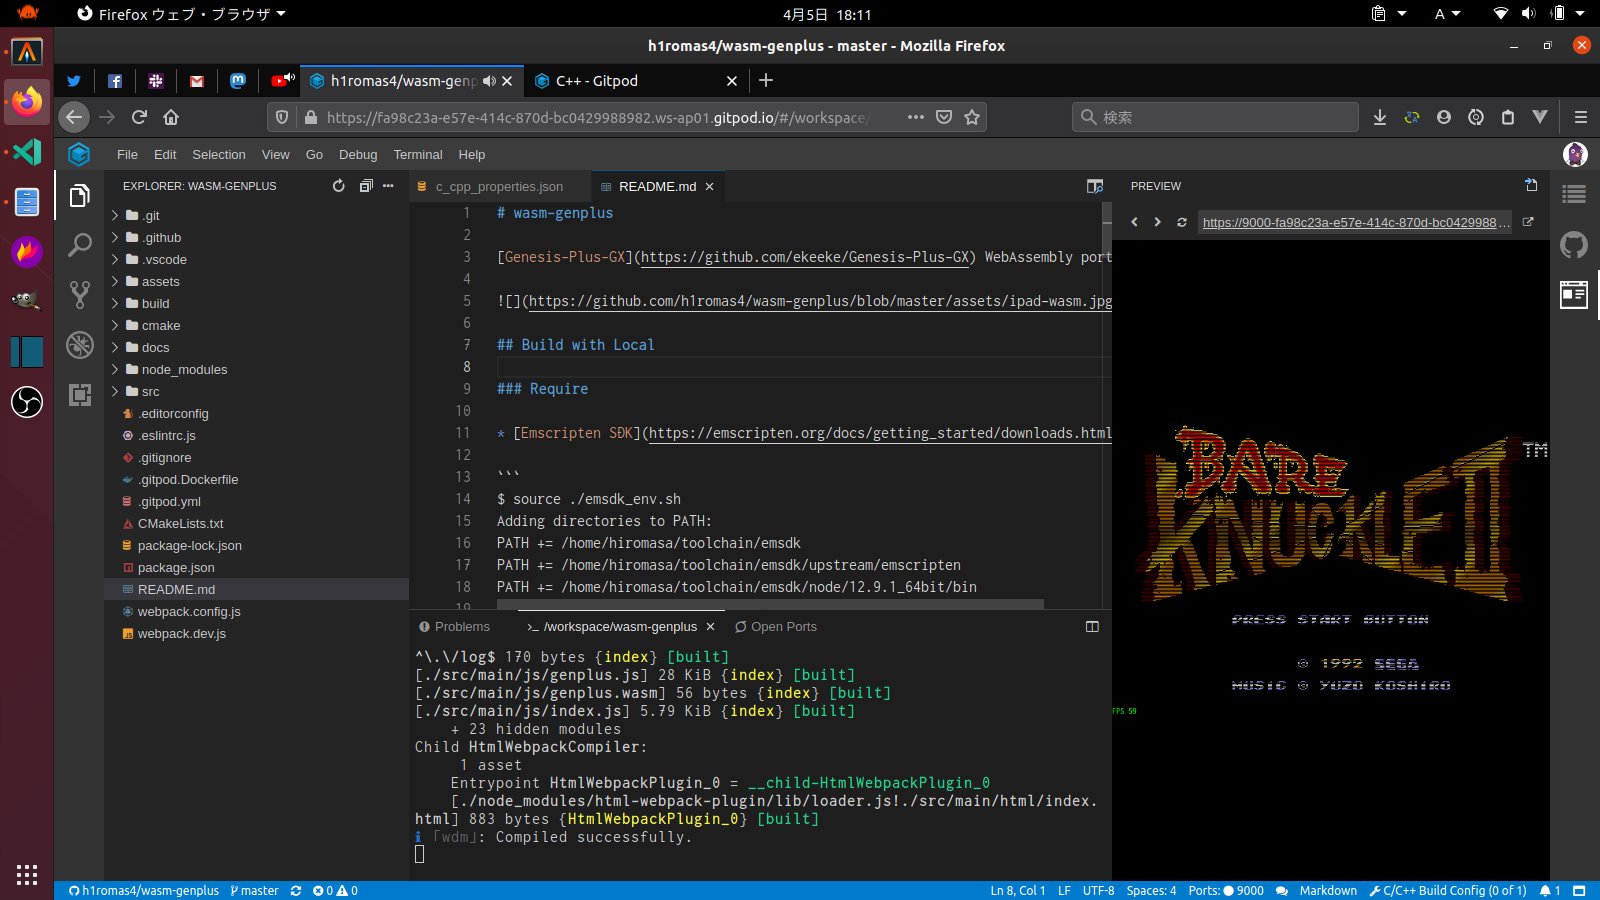 Firefox ウェブ・ブラウザ
4月5日 18:11
A
h1romas4/wasm-genplus - master - Mozilla Firefox
h1romas4/wasm-genp
C++ - Gitpod
https://fa98c23a-e57e-414c-870d-bc0429988982.ws-ap01.gitpod.io/#/workspace/
検索
File Edit Selection View Go Debug Terminal Help
EXPLORER: WASM-GENPLUS
.git
.github
.vscode
assets
build
cmake
docs
node_modules
src
.editorconfig
.eslintrc.js
.gitignore
.gitpod.Dockerfile
.gitpod.yml
CMakeLists.txt
package-lock.json
package.json
README.md
webpack.config.js
webpack.dev.js
c_cpp_properties.json
README.md
1 # wasm-genplus
2
3 [Genesis-Plus-GX](https://github.com/ekeeke/Genesis-Plus-GX) WebAssembly port
4
5 ![](https://github.com/h1romas4/wasm-genplus/blob/master/assets/ipad-wasm.jpg
6
7 ## Build with Local
8
9 ### Require
10
11 * [Emscripten SDK](https://emscripten.org/docs/getting_started/downloads.html
12
13 ```
14 $ source ./emsdk_env.sh
15 Adding directories to PATH:
16 PATH += /home/hiromasa/toolchain/emsdk
17 PATH += /home/hiromasa/toolchain/emsdk/upstream/emscripten
18 PATH += /home/hiromasa/toolchain/emsdk/node/12.9.1_64bit/bin
19
Problems
>_ /workspace/wasm-genplus
Open Ports
^\.\/log$ 170 bytes {index} [built]
[./src/main/js/genplus.js] 28 KiB {index} [built]
[./src/main/js/genplus.wasm] 56 bytes {index} [built]
[./src/main/js/index.js] 5.79 KiB {index} [built]
+ 23 hidden modules
Child HtmlWebpackCompiler:
1 asset
Entrypoint HtmlWebpackPlugin_0 = __child-HtmlWebpackPlugin_0
[./node_modules/html-webpack-plugin/lib/loader.js!./src/main/html/index.
html] 883 bytes {HtmlWebpackPlugin_0} [built]
ℹ 「wdm」: Compiled successfully.
PREVIEW
https://9000-fa98c23a-e57e-414c-870d-bc0429988...
BARE
KNUCKLE II
TM
PRESS START BUTTON
© 1992 SEGA
MUSIC © YUZO KOSHIRO
FPS 59
h1romas4/wasm-genplus master 0 0
Ln 8, Col 1 LF UTF-8 Spaces: 4 Ports: 9000 Markdown C/C++ Build Config (0 of 1) 1